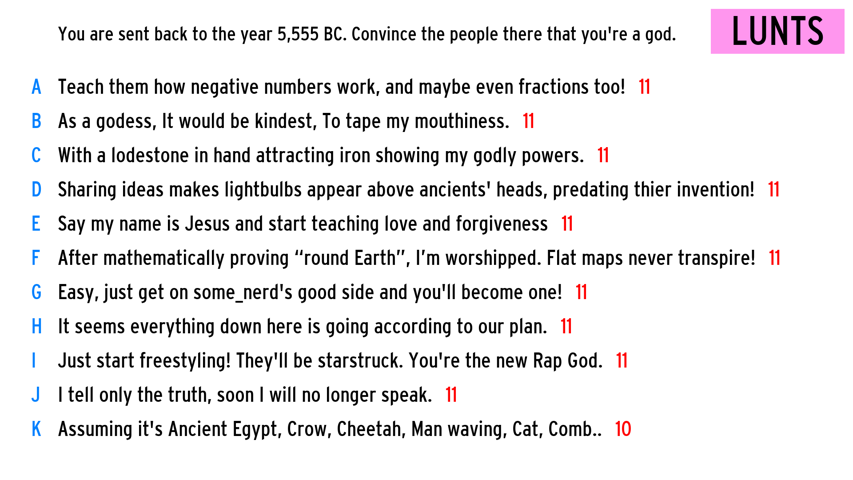 You are sent back to the year 5,555 BC. Convince the people there that you're a god.
LUNTS
A Teach them how negative numbers work, and maybe even fractions too! 11
B As a godess, It would be kindest, To tape my mouthiness. 11
C With a lodestone in hand attracting iron showing my godly powers. 11
D Sharing ideas makes lightbulbs appear above ancients' heads, predating thier invention! 11
E Say my name is Jesus and start teaching love and forgiveness 11
F After mathematically proving “round Earth”, I’m worshipped. Flat maps never transpire! 11
G Easy, just get on some_nerd's good side and you'll become one! 11
H It seems everything down here is going according to our plan. 11
I Just start freestyling! They'll be starstruck. You're the new Rap God. 11
J I tell only the truth, soon I will no longer speak. 11
K Assuming it's Ancient Egypt, Crow, Cheetah, Man waving, Cat, Comb.. 10